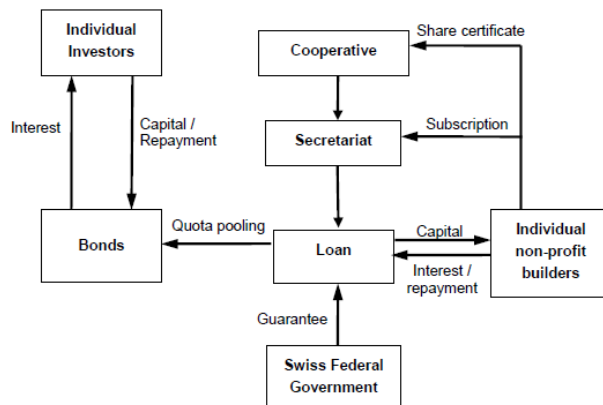 Individual
Investors
Cooperative
Share certificate
Interest
Capital /
Repayment
Secretariat
Subscription
Bonds
Quota pooling
Loan
Capital
Interest /
repayment
Individual
non-profit
builders
Guarantee
Swiss Federal
Government